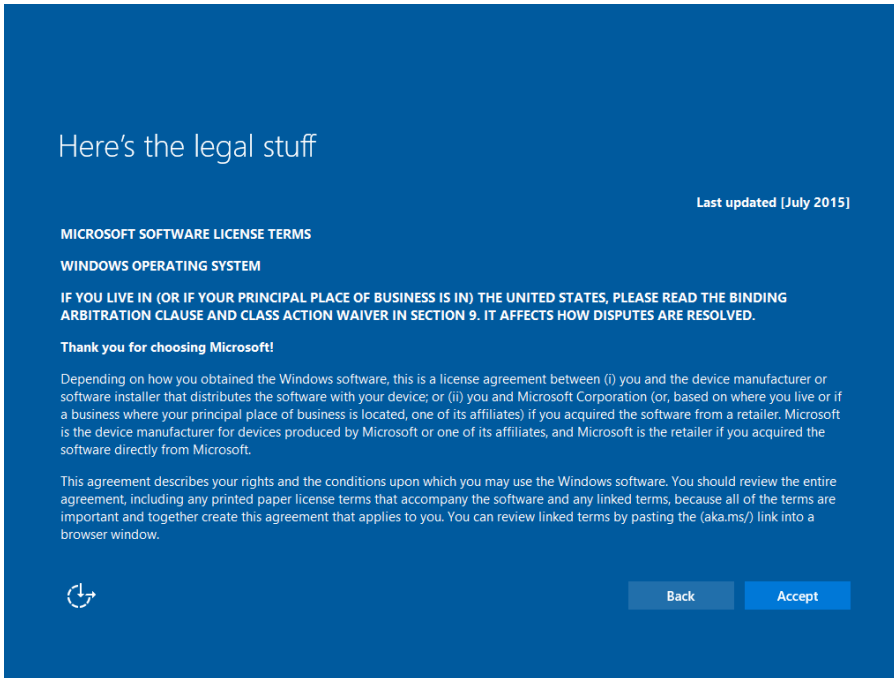 Here's the legal stuff
Last updated [July 2015]
MICROSOFT SOFTWARE LICENSE TERMS
WINDOWS OPERATING SYSTEM
IF YOU LIVE IN (OR IF YOUR PRINCIPAL PLACE OF BUSINESS IS IN) THE UNITED STATES, PLEASE READ THE BINDING
ARBITRATION CLAUSE AND CLASS ACTION WAIVER IN SECTION 9. IT AFFECTS HOW DISPUTES ARE RESOLVED.
Thank you for choosing Microsoft!
Depending on how you obtained the Windows software, this is a license agreement between (i) you and the device manufacturer or
software installer that distributes the software with your device; or (ii) you and Microsoft Corporation (or, based on where you live or if
a business where your principal place of business is located, one of its affiliates) if you acquired the software from a retailer. Microsoft
is the device manufacturer for devices produced by Microsoft or one of its affiliates, and Microsoft is the retailer if you acquired the
software directly from Microsoft.
This agreement describes your rights and the conditions upon which you may use the Windows software. You should review the entire
agreement, including any printed paper license terms that accompany the software and any linked terms, because all of the terms are
important and together create this agreement that applies to you. You can review linked terms by pasting the (aka.ms/) link into a
browser window.
Back
Accept